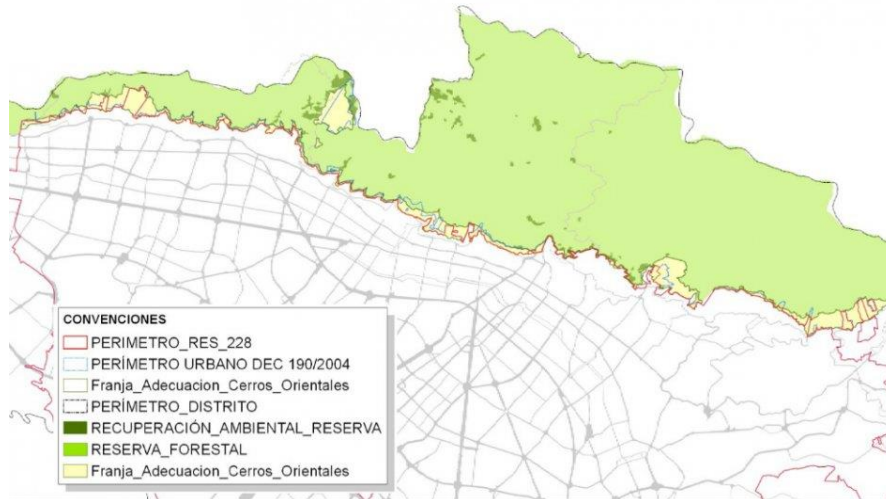 CONVENCIONES
PERIMETRO_RES_228
PERÍMETRO URBANO DEC 190/2004
Franja_Adecuacion_Cerros_Orientales
PERÍMETRO_DISTRITO
RECUPERACIÓN_AMBIENTAL_RESERVA
RESERVA_FORESTAL
Franja_Adecuacion_Cerros_Orientales